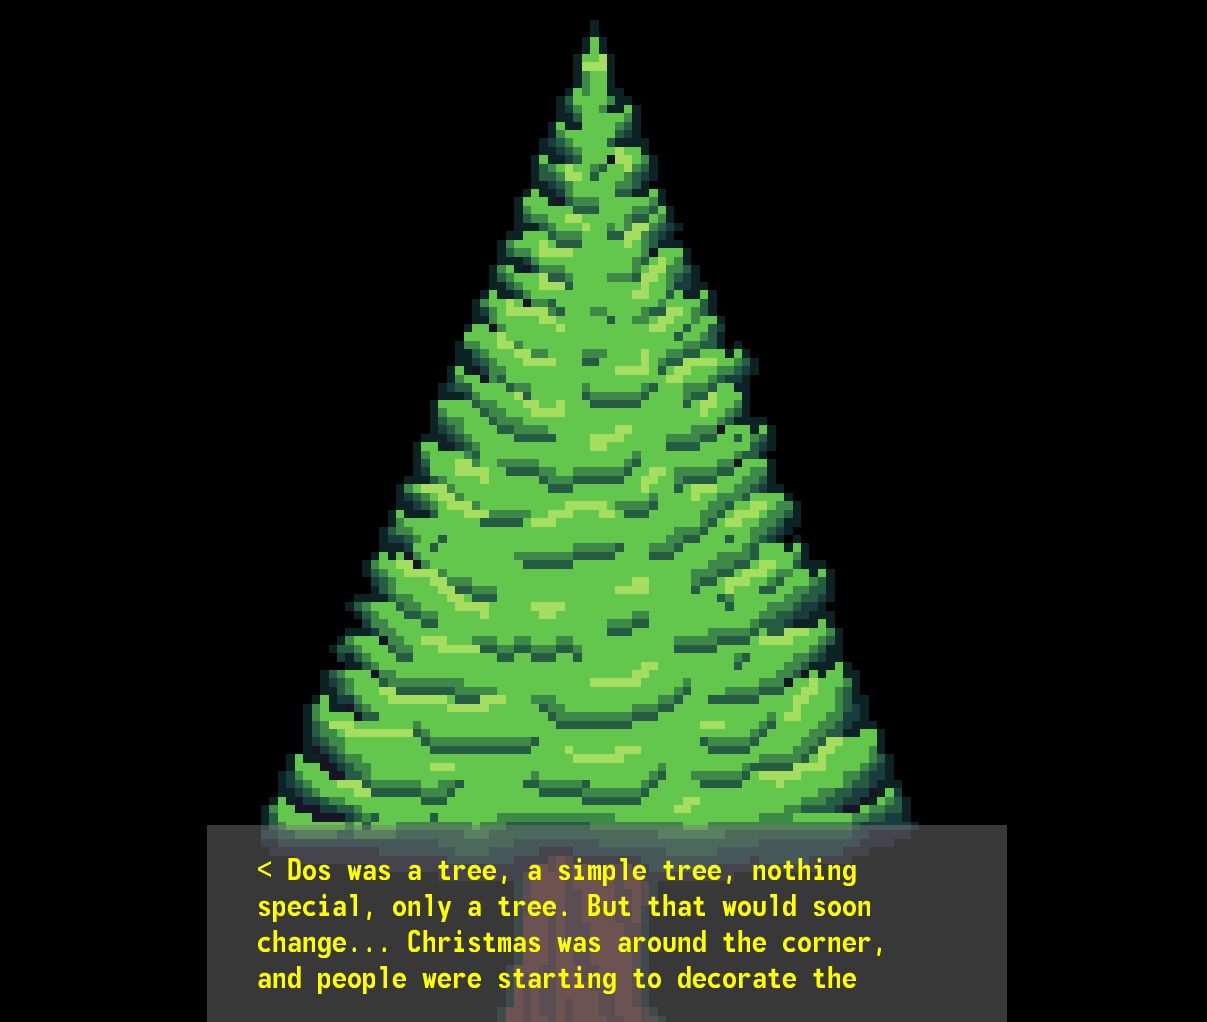 < Dos was a tree, a simple tree, nothing
special, only a tree. But that would soon
change... Christmas was around the corner,
and people were starting to decorate the